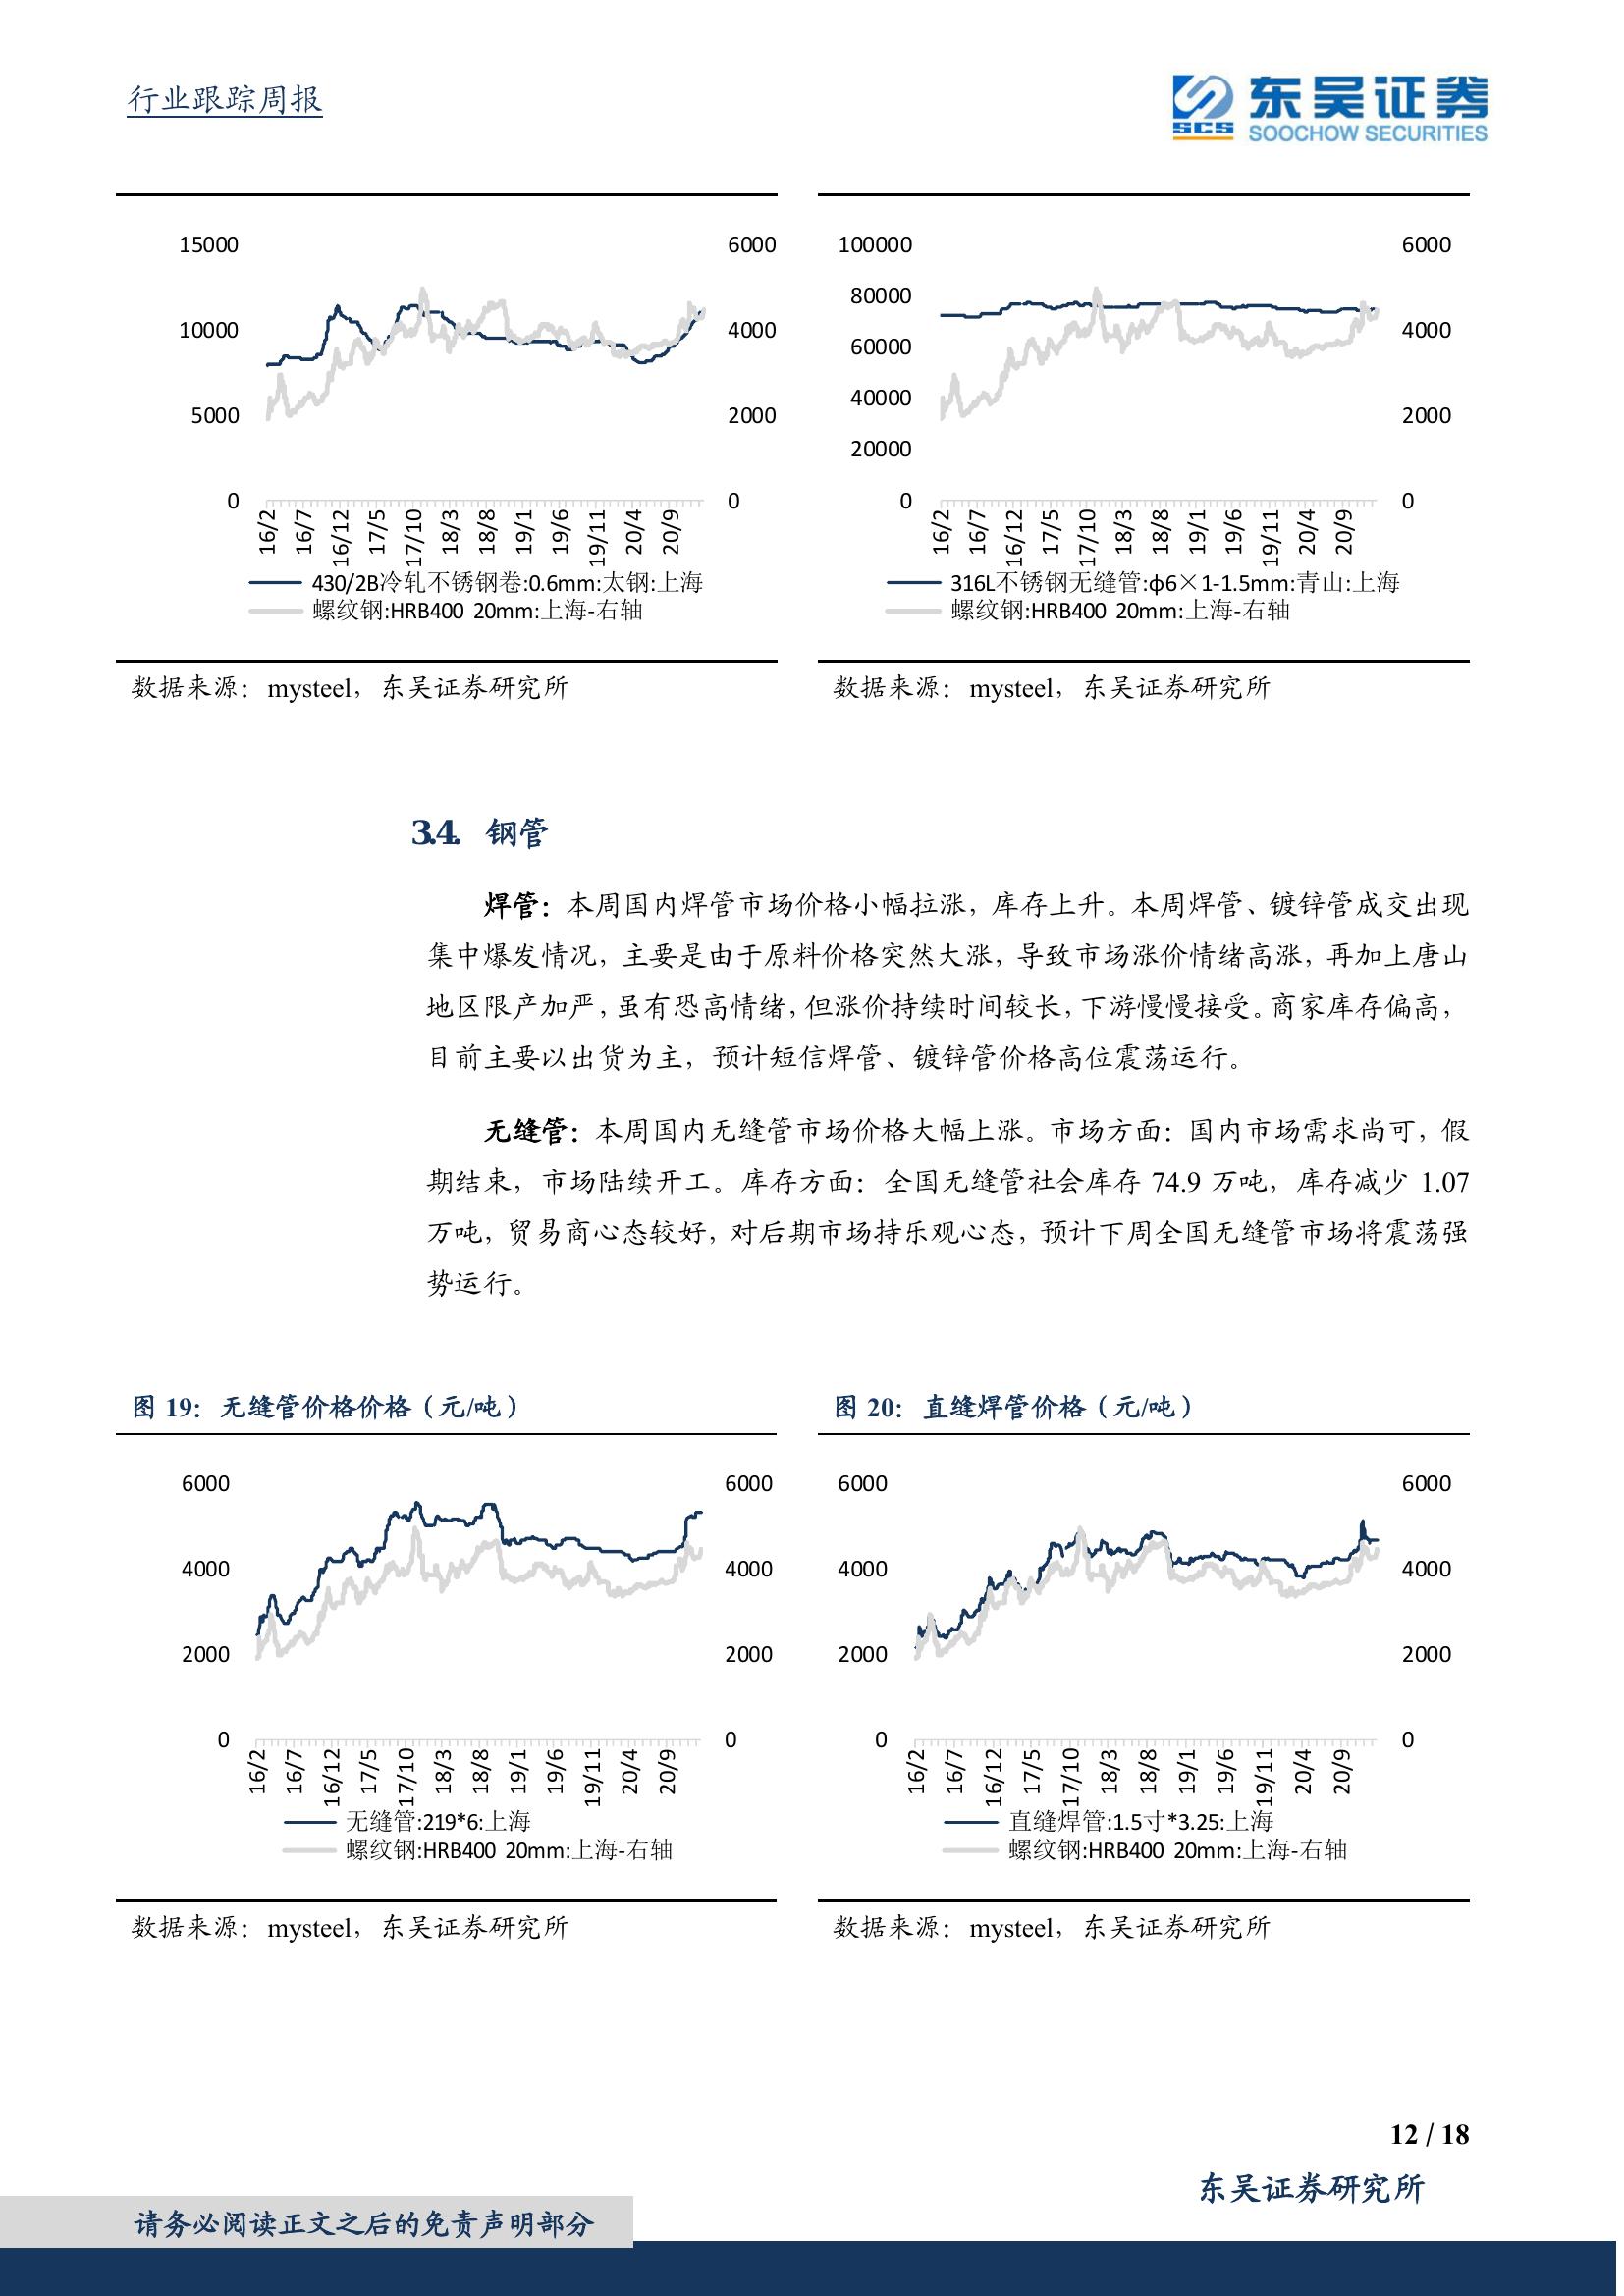 行业跟踪周报
东吴证券
SCS
SOOCHOW SECURITIES
15000
10000
5000
0
6000
4000
2000
0
16/2 16/7 16/12 17/5 17/10 18/3 18/8 19/1 19/6 19/11 20/4 20/9
430/2B冷轧不锈钢卷:0.6mm:太钢:上海
螺纹钢:HRB400 20mm:上海-右轴
100000
80000
60000
40000
20000
0
6000
4000
2000
0
16/2 16/7 16/12 17/5 17/10 18/3 18/8 19/1 19/6 19/11 20/4 20/9
316L不锈钢无缝管:φ6×1-1.5mm:青山:上海
螺纹钢:HRB400 20mm:上海-右轴
数据来源：mysteel，东吴证券研究所
数据来源：mysteel，东吴证券研究所
3.4. 钢管
焊管：本周国内焊管市场价格小幅拉涨，库存上升。本周焊管、镀锌管成交出现
集中爆发情况，主要是由于原料价格突然大涨，导致市场涨价情绪高涨，再加上唐山
地区限产加严，虽有恐高情绪，但涨价持续时间较长，下游慢慢接受。商家库存偏高，
目前主要以出货为主，预计短信焊管、镀锌管价格高位震荡运行。
无缝管：本周国内无缝管市场价格大幅上涨。市场方面：国内市场需求尚可，假
期结束，市场陆续开工。库存方面：全国无缝管社会库存 74.9 万吨，库存减少 1.07
万吨，贸易商心态较好，对后期市场持乐观心态，预计下周全国无缝管市场将震荡强
势运行。
图 19：无缝管价格价格（元/吨）
图 20：直缝焊管价格（元/吨）
6000
4000
2000
0
6000
4000
2000
0
16/2 16/7 16/12 17/5 17/10 18/3 18/8 19/1 19/6 19/11 20/4 20/9
无缝管:219*6:上海
螺纹钢:HRB400 20mm:上海-右轴
6000
4000
2000
0
6000
4000
2000
0
16/2 16/7 16/12 17/5 17/10 18/3 18/8 19/1 19/6 19/11 20/4 20/9
直缝焊管:1.5寸*3.25:上海
螺纹钢:HRB400 20mm:上海-右轴
数据来源：mysteel，东吴证券研究所
数据来源：mysteel，东吴证券研究所
12 / 18
东吴证券研究所
请务必阅读正文之后的免责声明部分